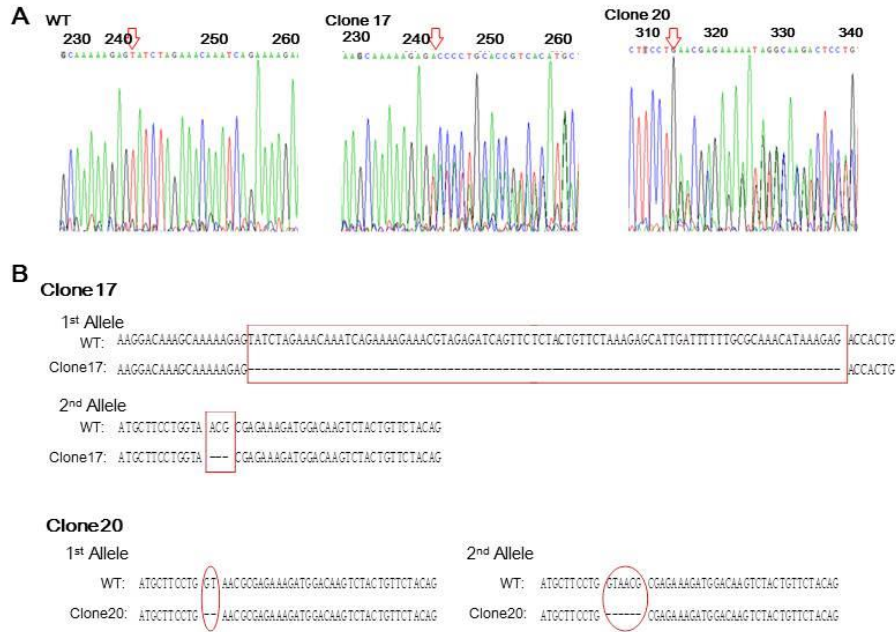 A
WT
230 240 250 260
GCAAAAAGAGTATCTAGAAACAAATCAGAAAAGAA
Clone 17
230 240 250 260
AAGCAAAAAGAGACCCCTGCACCGTCACATGCT
Clone 20
310 320 330 340
CTTCCTGAACGAGAAAAATAGGCAAGACTCCTGT
B
Clone17
1st Allele
WT: AAGGACAAAGCAAAAAGAGTATCTAGAAACAAATCAGAAAAGAAACGTAGAGATCAGTTCTCTACTGTTCTAAAGAGCATTGATTTTTTGCGCAAACATAAAGAG ACCACTG
Clone17: AAGGACAAAGCAAAAAGAG ACCACTG
2nd Allele
WT: ATGCTTCCTGGTA ACG CGAGAAAGATGGACAAGTCTACTGTTCTACAG
Clone17: ATGCTTCCTGGTA --- CGAGAAAGATGGACAAGTCTACTGTTCTACAG
Clone20
1st Allele
WT: ATGCTTCCTG GT AACGCGAGAAAGATGGACAAGTCTACTGTTCTACAG
Clone20: ATGCTTCCTG -- AACGCGAGAAAGATGGACAAGTCTACTGTTCTACAG
2nd Allele
WT: ATGCTTCCTG GTAACG CGAGAAAGATGGACAAGTCTACTGTTCTACAG
Clone20: ATGCTTCCTG ------ CGAGAAAGATGGACAAGTCTACTGTTCTACAG